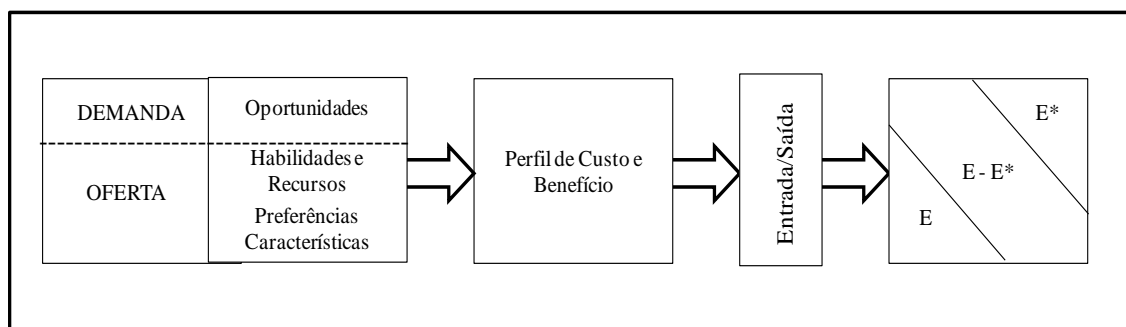 DEMANDA
Oportunidades
OFERTA
Habilidades e
Recursos
Preferências
Características
Perfil de Custo e
Benefício
Entrada/Saída
E*
E - E*
E